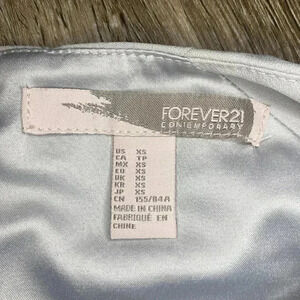 FOREVER21
CONTEMPORARY
US XS
CA TP
MX XS
EU XS
UK XS
KR XS
JP XS
CN 155/84A
MADE IN CHINA
FABRIQUÉ EN
CHINE